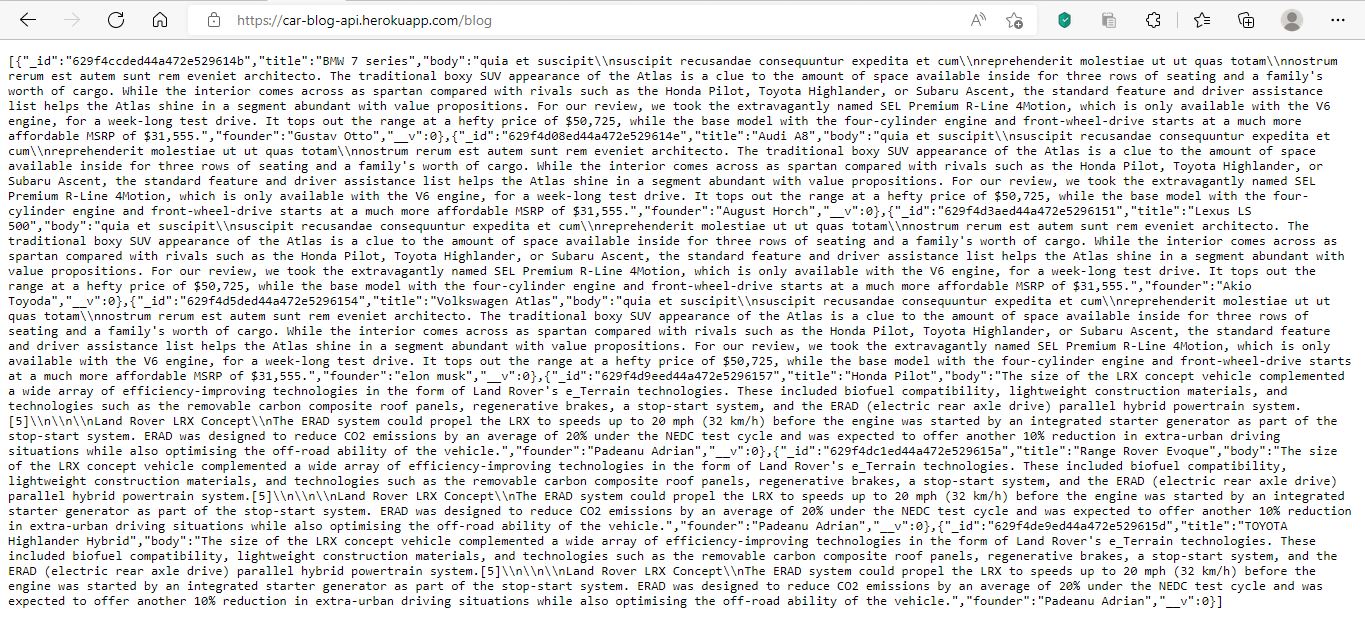 https://car-blog-api.herokuapp.com/blog
[{"_id":"629f4ccded44a472e529614b","title":"BMW 7 series","body":"quia et suscipit\\nsuscipit recusandae consequuntur expedita et cum\\nreprehenderit molestiae ut ut quas totam\\nnostrum
rerum est autem sunt rem eveniet architecto. The traditional boxy SUV appearance of the Atlas is a clue to the amount of space available inside for three rows of seating and a family's
worth of cargo. While the interior comes across as spartan compared with rivals such as the Honda Pilot, Toyota Highlander, or Subaru Ascent, the standard feature and driver assistance
list helps the Atlas shine in a segment abundant with value propositions. For our review, we took the extravagantly named SEL Premium R-Line 4Motion, which is only available with the V6
engine, for a week-long test drive. It tops out the range at a hefty price of $50,725, while the base model with the four-cylinder engine and front-wheel-drive starts at a much more
affordable MSRP of $31,555.","founder":"Gustav Otto","__v":0},{"_id":"629f4d08ed44a472e529614e","title":"Audi A8","body":"quia et suscipit\\nsuscipit recusandae consequuntur expedita et
cum\\nreprehenderit molestiae ut ut quas totam\\nnostrum rerum est autem sunt rem eveniet architecto. The traditional boxy SUV appearance of the Atlas is a clue to the amount of space
available inside for three rows of seating and a family's worth of cargo. While the interior comes across as spartan compared with rivals such as the Honda Pilot, Toyota Highlander, or
Subaru Ascent, the standard feature and driver assistance list helps the Atlas shine in a segment abundant with value propositions. For our review, we took the extravagantly named SEL
Premium R-Line 4Motion, which is only available with the V6 engine, for a week-long test drive. It tops out the range at a hefty price of $50,725, while the base model with the four-
cylinder engine and front-wheel-drive starts at a much more affordable MSRP of $31,555.","founder":"August Horch","__v":0},{"_id":"629f4d3aed44a472e5296151","title":"Lexus LS
500","body":"quia et suscipit\\nsuscipit recusandae consequuntur expedita et cum\\nreprehenderit molestiae ut ut quas totam\\nnostrum rerum est autem sunt rem eveniet architecto. The
traditional boxy SUV appearance of the Atlas is a clue to the amount of space available inside for three rows of seating and a family's worth of cargo. While the interior comes across as
spartan compared with rivals such as the Honda Pilot, Toyota Highlander, or Subaru Ascent, the standard feature and driver assistance list helps the Atlas shine in a segment abundant with
value propositions. For our review, we took the extravagantly named SEL Premium R-Line 4Motion, which is only available with the V6 engine, for a week-long test drive. It tops out the
range at a hefty price of $50,725, while the base model with the four-cylinder engine and front-wheel-drive starts at a much more affordable MSRP of $31,555.","founder":"Akio
Toyoda","__v":0},{"_id":"629f4d5ded44a472e5296154","title":"Volkswagen Atlas","body":"quia et suscipit\\nsuscipit recusandae consequuntur expedita et cum\\nreprehenderit molestiae ut ut
quas totam\\nnostrum rerum est autem sunt rem eveniet architecto. The traditional boxy SUV appearance of the Atlas is a clue to the amount of space available inside for three rows of
seating and a family's worth of cargo. While the interior comes across as spartan compared with rivals such as the Honda Pilot, Toyota Highlander, or Subaru Ascent, the standard feature
and driver assistance list helps the Atlas shine in a segment abundant with value propositions. For our review, we took the extravagantly named SEL Premium R-Line 4Motion, which is only
available with the V6 engine, for a week-long test drive. It tops out the range at a hefty price of $50,725, while the base model with the four-cylinder engine and front-wheel-drive starts
at a much more affordable MSRP of $31,555.","founder":"elon musk","__v":0},{"_id":"629f4d9eed44a472e5296157","title":"Honda Pilot","body":"The size of the LRX concept vehicle complemented
a wide array of efficiency-improving technologies in the form of Land Rover's e_Terrain technologies. These included biofuel compatibility, lightweight construction materials, and
technologies such as the removable carbon composite roof panels, regenerative brakes, a stop-start system, and the ERAD (electric rear axle drive) parallel hybrid powertrain system.
[5]\\n\\n\\nLand Rover LRX Concept\\nThe ERAD system could propel the LRX to speeds up to 20 mph (32 km/h) before the engine was started by an integrated starter generator as part of the
stop-start system. ERAD was designed to reduce CO2 emissions by an average of 20% under the NEDC test cycle and was expected to offer another 10% reduction in extra-urban driving
situations while also optimising the off-road ability of the vehicle.","founder":"Padeanu Adrian","__v":0},{"_id":"629f4dc1ed44a472e529615a","title":"Range Rover Evoque","body":"The size
of the LRX concept vehicle complemented a wide array of efficiency-improving technologies in the form of Land Rover's e_Terrain technologies. These included biofuel compatibility,
lightweight construction materials, and technologies such as the removable carbon composite roof panels, regenerative brakes, a stop-start system, and the ERAD (electric rear axle drive)
parallel hybrid powertrain system.[5]\\n\\n\\nLand Rover LRX Concept\\nThe ERAD system could propel the LRX to speeds up to 20 mph (32 km/h) before the engine was started by an integrated
starter generator as part of the stop-start system. ERAD was designed to reduce CO2 emissions by an average of 20% under the NEDC test cycle and was expected to offer another 10% reduction
in extra-urban driving situations while also optimising the off-road ability of the vehicle.","founder":"Padeanu Adrian","__v":0},{"_id":"629f4de9ed44a472e529615d","title":"TOYOTA
Highlander Hybrid","body":"The size of the LRX concept vehicle complemented a wide array of efficiency-improving technologies in the form of Land Rover's e_Terrain technologies. These
included biofuel compatibility, lightweight construction materials, and technologies such as the removable carbon composite roof panels, regenerative brakes, a stop-start system, and the
ERAD (electric rear axle drive) parallel hybrid powertrain system.[5]\\n\\n\\nLand Rover LRX Concept\\nThe ERAD system could propel the LRX to speeds up to 20 mph (32 km/h) before the
engine was started by an integrated starter generator as part of the stop-start system. ERAD was designed to reduce CO2 emissions by an average of 20% under the NEDC test cycle and was
expected to offer another 10% reduction in extra-urban driving situations while also optimising the off-road ability of the vehicle.","founder":"Padeanu Adrian","__v":0}]